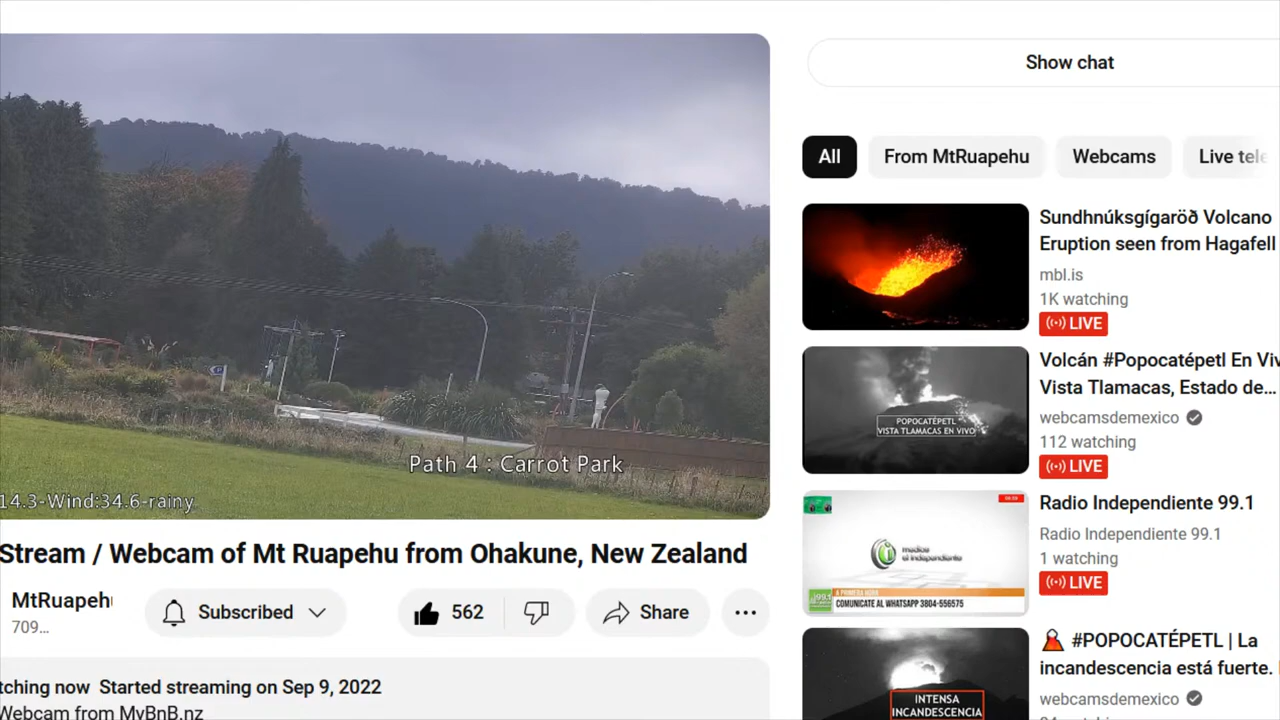 Show chat
All
From MtRuapehu
Webcams
Live tele
Path 4 : Carrot Park
14.3-Wind:34.6-rainy
Stream / Webcam of Mt Ruapehu from Ohakune, New Zealand
MtRuapehu
709...
Subscribed
562
Share
tching now Started streaming on Sep 9, 2022
Webcam from MyBnB.nz
Sundhnúksgígaröð Volcano
Eruption seen from Hagafell
mbl.is
1K watching
LIVE
POPOCATÉPETL
VISTA TLAMACAS EN VIVO
Volcán #Popocatépetl En Viv
Vista Tlamacas, Estado de...
webcamsdemexico
112 watching
LIVE
medios
el independiente
A PRIMERA HORA
COMUNICATE AL WHATSAPP 3804-556575
Radio Independiente 99.1
Radio Independiente 99.1
1 watching
LIVE
INTENSA
INCANDESCENCIA
#POPOCATÉPETL | La
incandescencia está fuerte.
webcamsdemexico